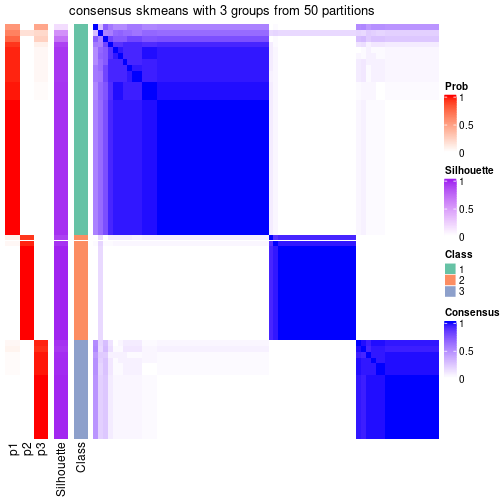 consensus skmeans with 3 groups from 50 partitions
Prob
1
0.5
0
Silhouette
1
0.5
0
Class
1
2
3
Consensus
1
0.5
0
p1
p2
p3
Silhouette
Class